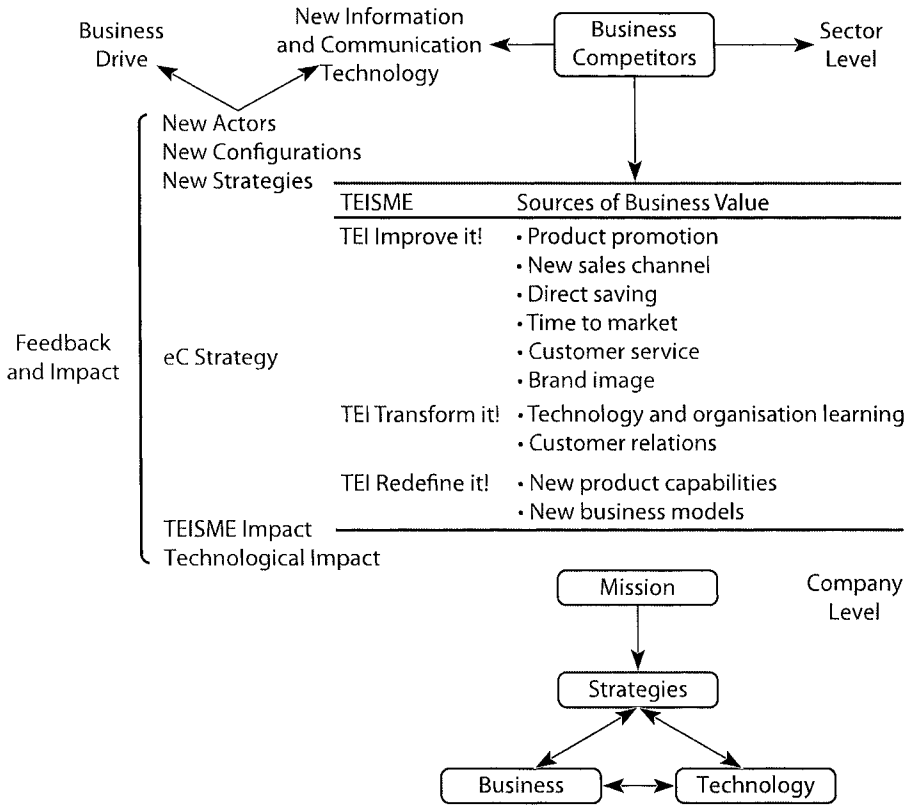 Business
Drive
New Information
and Communication
Technology
Business
Competitors
Sector
Level
New Actors
New Configurations
New Strategies
TEISME
Sources of Business Value
TEI Improve it!
• Product promotion
• New sales channel
• Direct saving
• Time to market
• Customer service
• Brand image
Feedback
and Impact
eC Strategy
TEI Transform it!
• Technology and organisation learning
• Customer relations
TEI Redefine it!
• New product capabilities
• New business models
TEISME Impact
Technological Impact
Mission
Company
Level
Strategies
Business
Technology